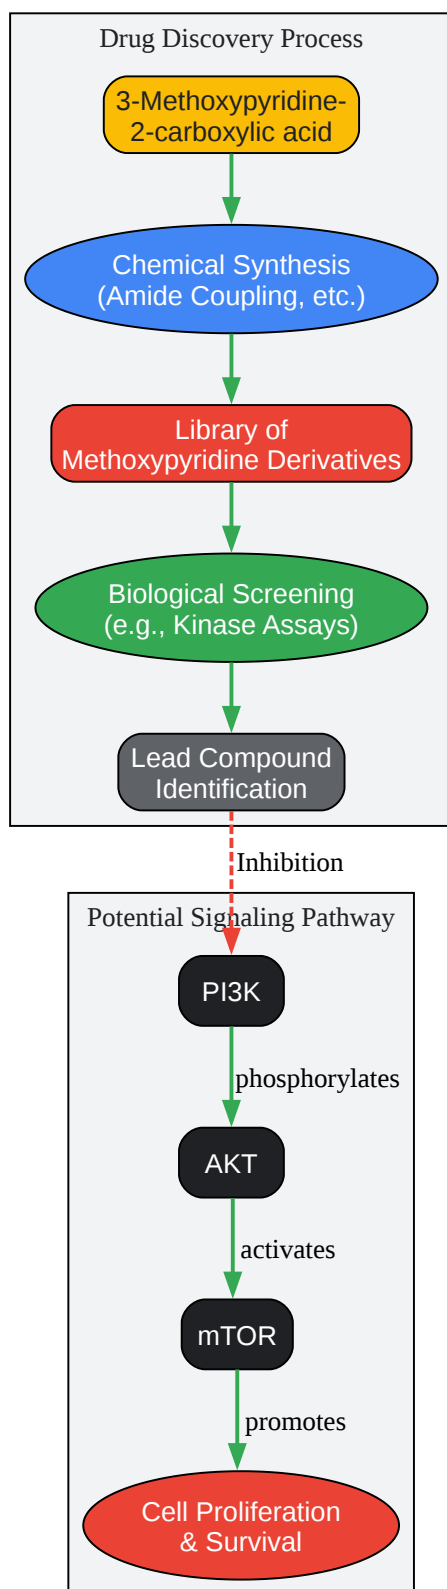 Drug Discovery Process
3-Methoxypyridine-
2-carboxylic acid
Chemical Synthesis
(Amide Coupling, etc.)
Library of
Methoxypyridine Derivatives
Biological Screening
(e.g., Kinase Assays)
Lead Compound
Identification
Inhibition
Potential Signaling Pathway
PI3K
phosphorylates
AKT
activates
mTOR
promotes
Cell Proliferation
& Survival